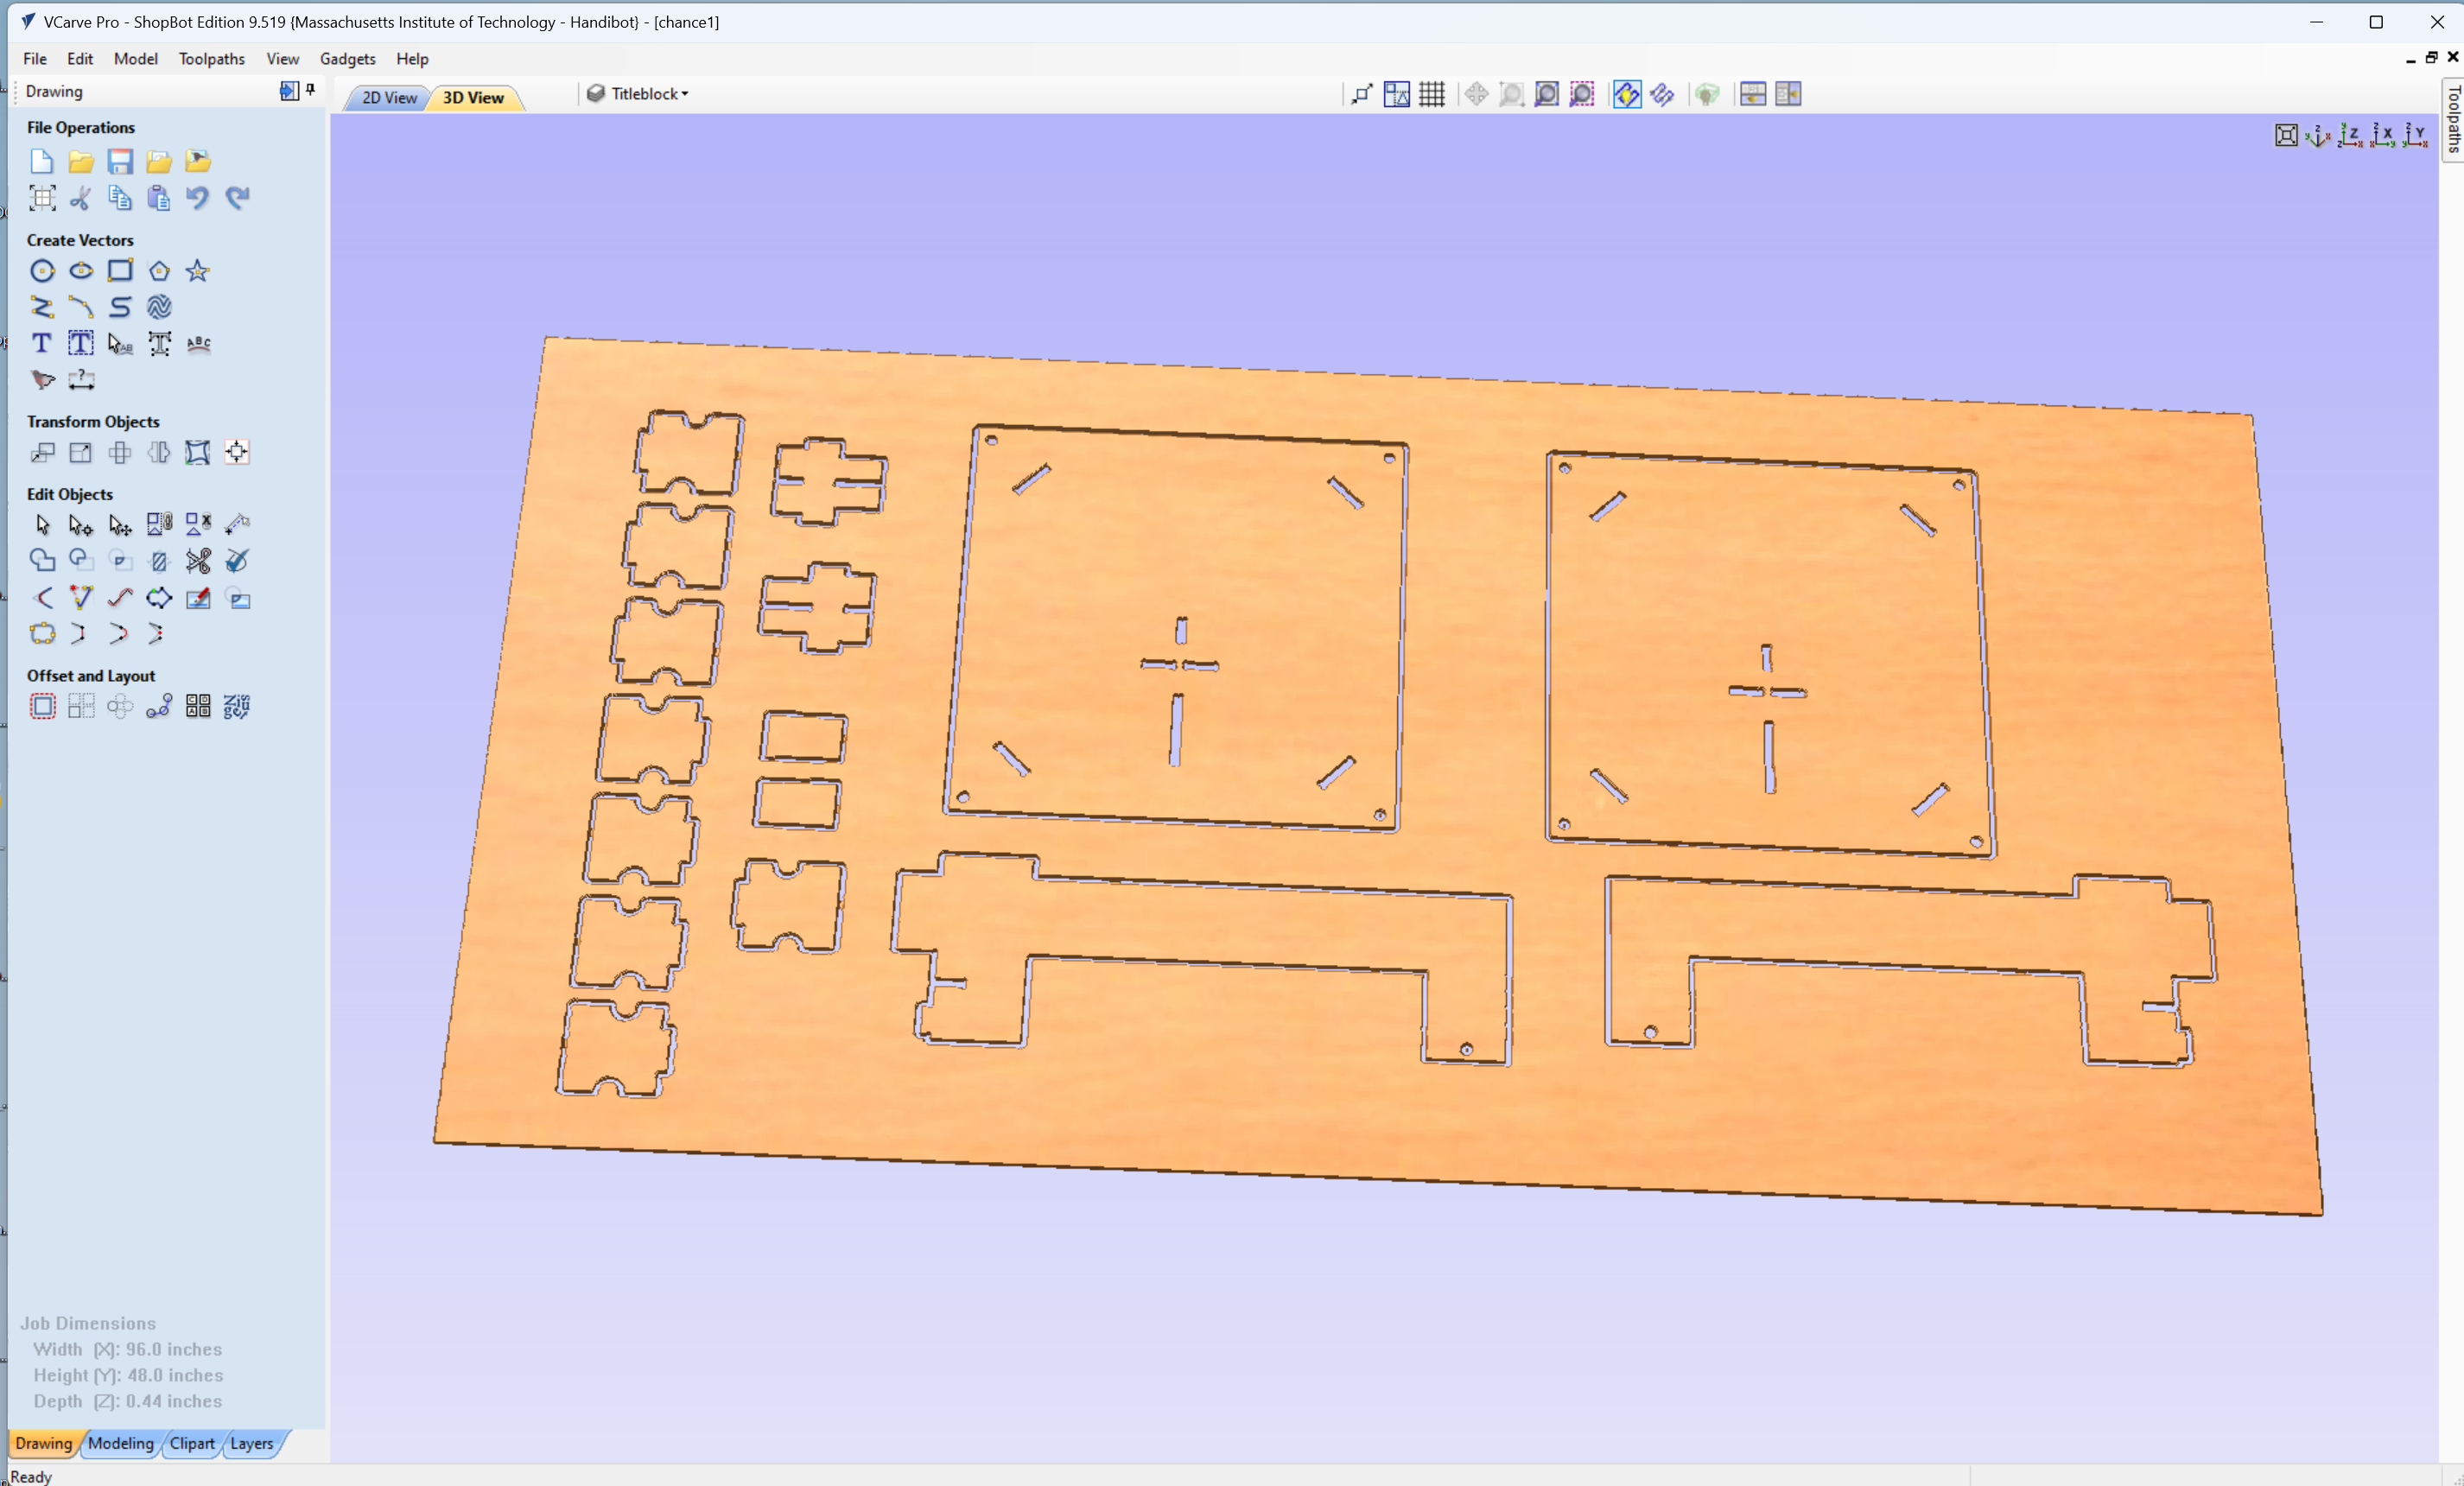 VCarve Pro - ShopBot Edition 9.519 {Massachusetts Institute of Technology - Handibot} - [chance1]
File Edit Model Toolpaths View Gadgets Help
Drawing
2D View 3D View Titleblock
Toolpaths
File Operations
Create Vectors
Transform Objects
Edit Objects
Offset and Layout
Job Dimensions
Width (X): 96.0 inches
Height (Y): 48.0 inches
Depth (Z): 0.44 inches
Drawing Modeling Clipart Layers
Ready